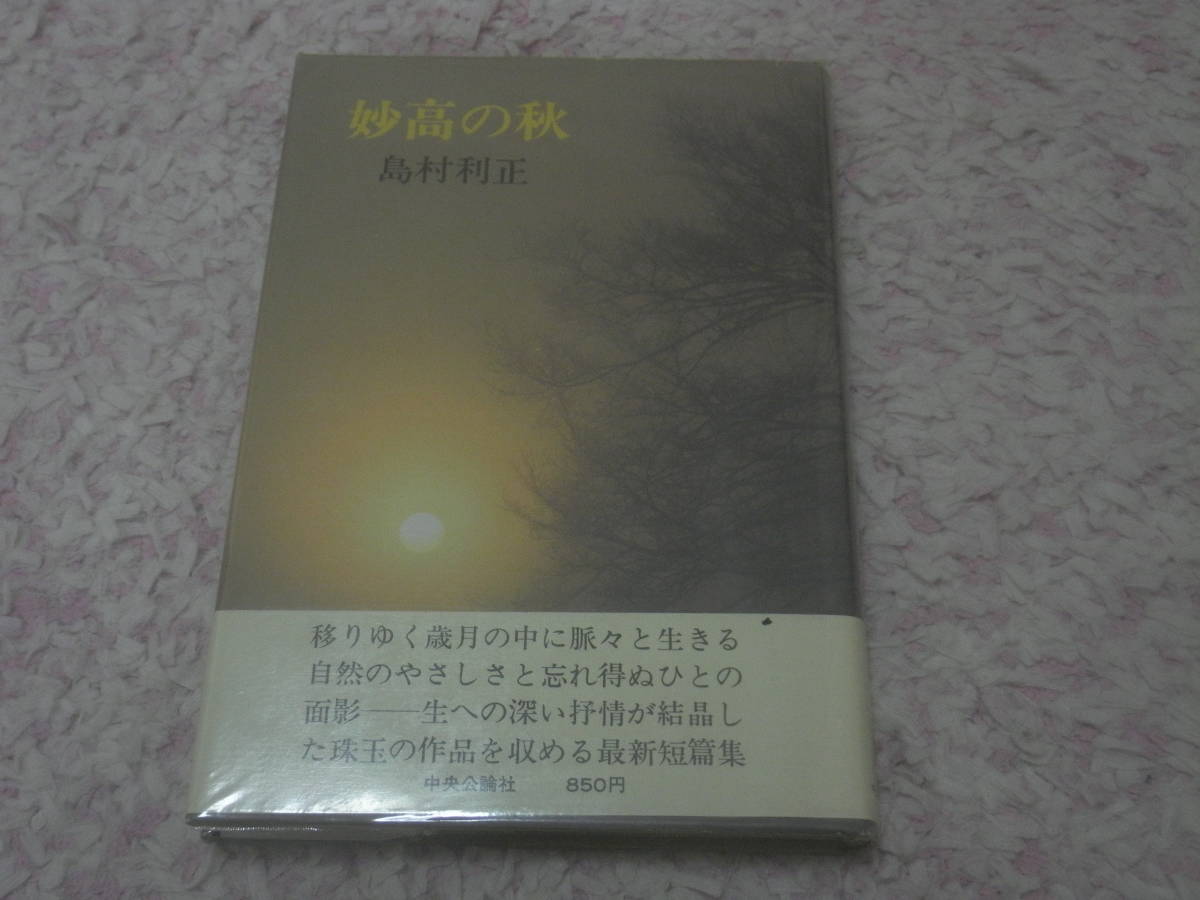 妙高の秋
島村利正
移りゆく歳月の中に脈々と生きる
自然のやさしさと忘れ得ぬひとの
面影――生への深い抒情が結晶し
た珠玉の作品を収める最新短篇集
中央公論社　850円